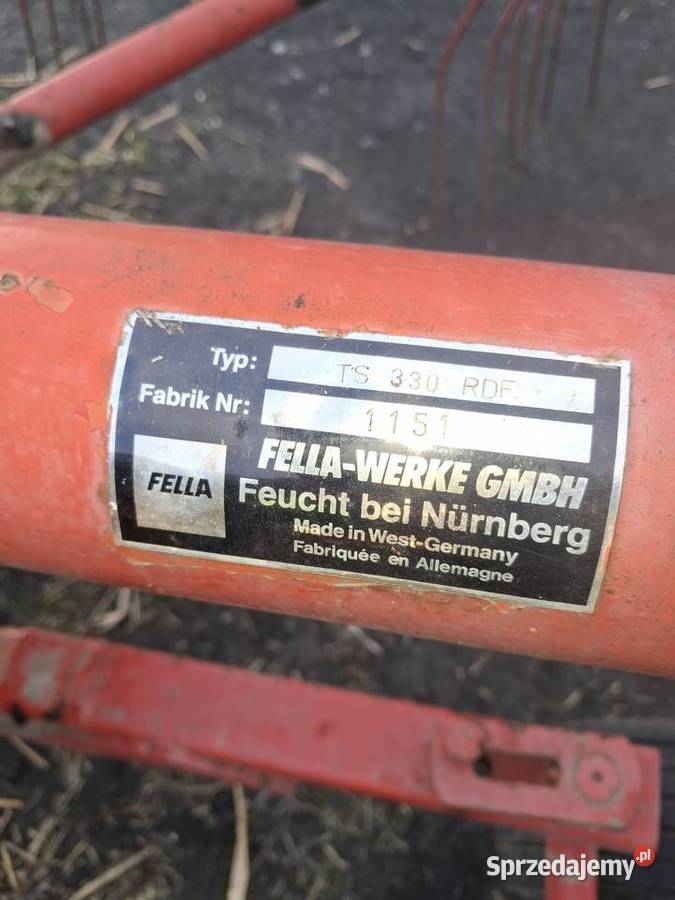 Typ: TS 330 RDF
Fabrik Nr: 1151
FELLA
FELLA-WERKE GMBH
Feucht bei Nürnberg
Made in West-Germany
Fabriquée en Allemagne
Sprzedajemy.pl